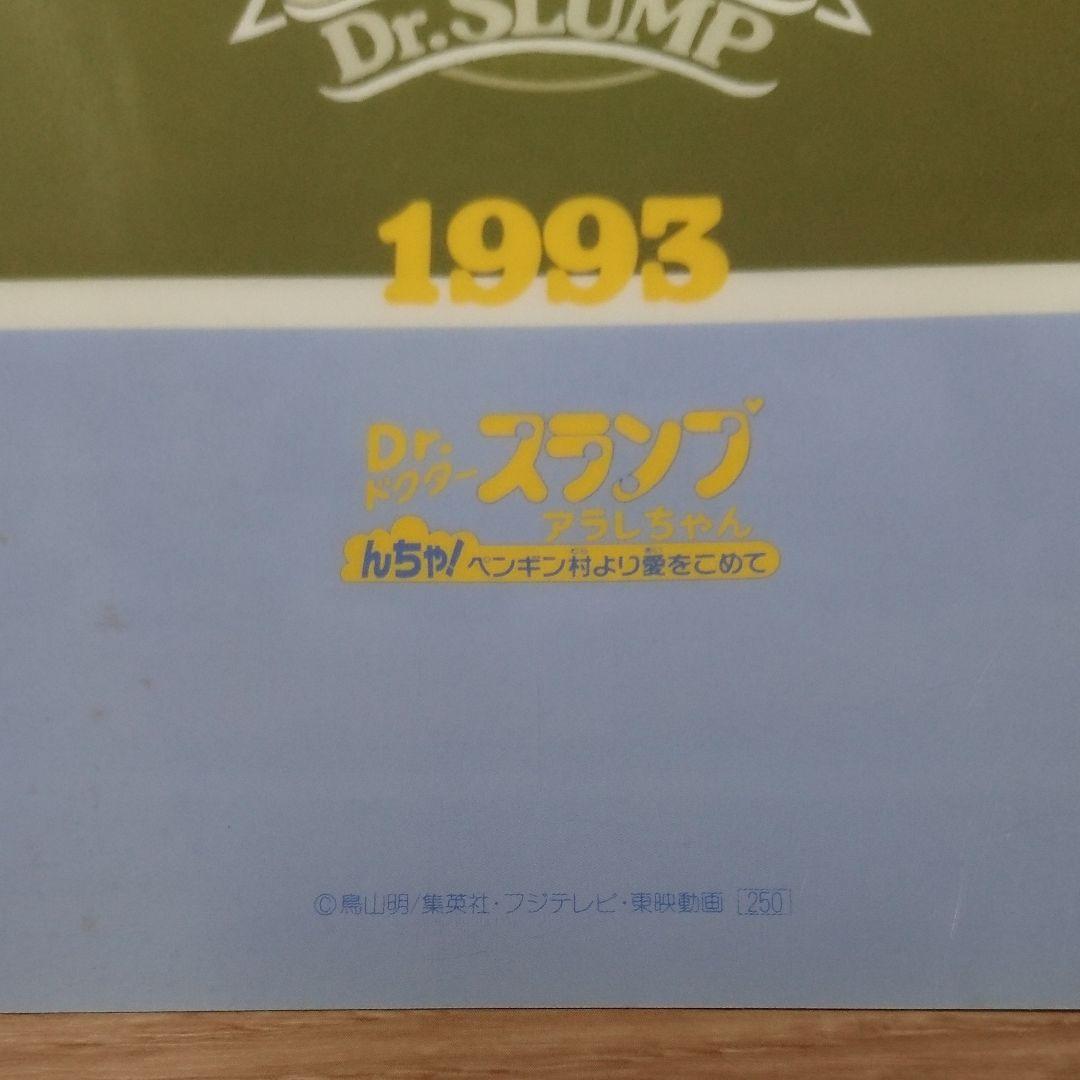 Dr. SLUMP
1993
Dr.スランプ
ドクター
アラレちゃん
んちゃ!ペンギン村より愛をこめて
©鳥山明/集英社・フジテレビ・東映動画 250